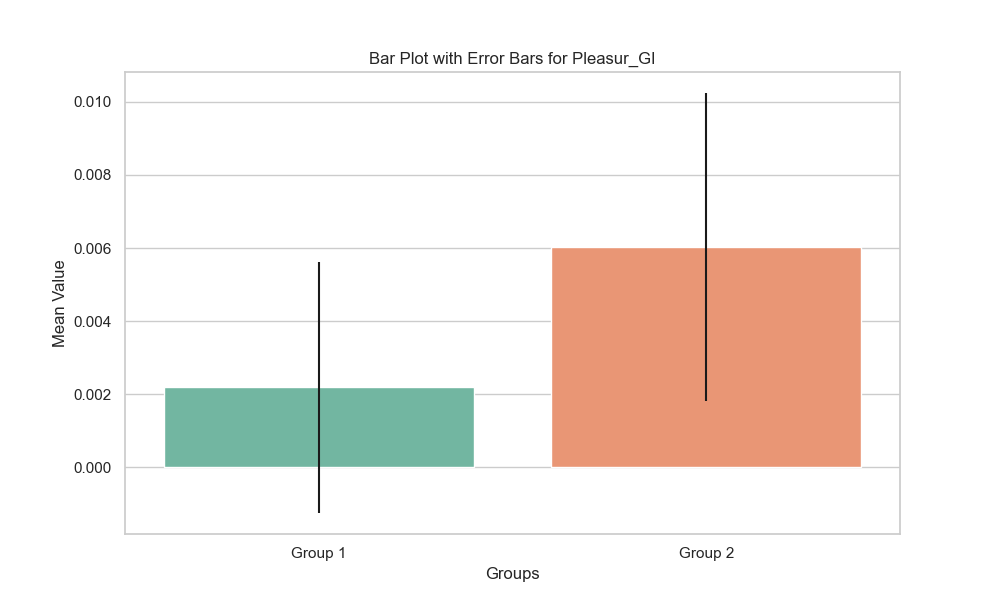 Bar Plot with Error Bars for Pleasur_GI
0.010
0.008
0.006
0.004
0.002
0.000
Mean Value
Group 1
Group 2
Groups